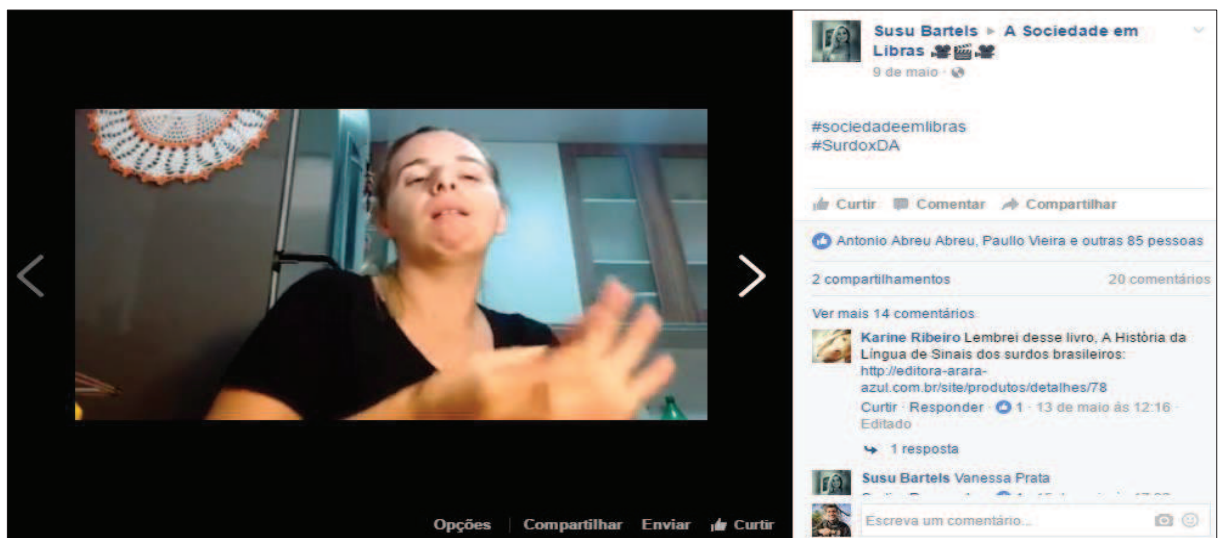 Susu Bartels ▸ A Sociedade em
Libras 🎥🎬🎥
9 de maio ·
#sociedadeemlibras
#SurdoxDA
Curtir Comentar Compartilhar
Antonio Abreu Abreu, Paullo Vieira e outras 85 pessoas
2 compartilhamentos 20 comentários
Ver mais 14 comentários
Karine Ribeiro Lembrei desse livro, A História da
Língua de Sinais dos surdos brasileiros:
http://editora-arara-
azul.com.br/site/produtos/detalhes/78
Curtir · Responder · 1 · 13 de maio às 12:16 ·
Editado
1 resposta
Susu Bartels Vanessa Prata
Escreva um comentário...
Opções Compartilhar Enviar Curtir